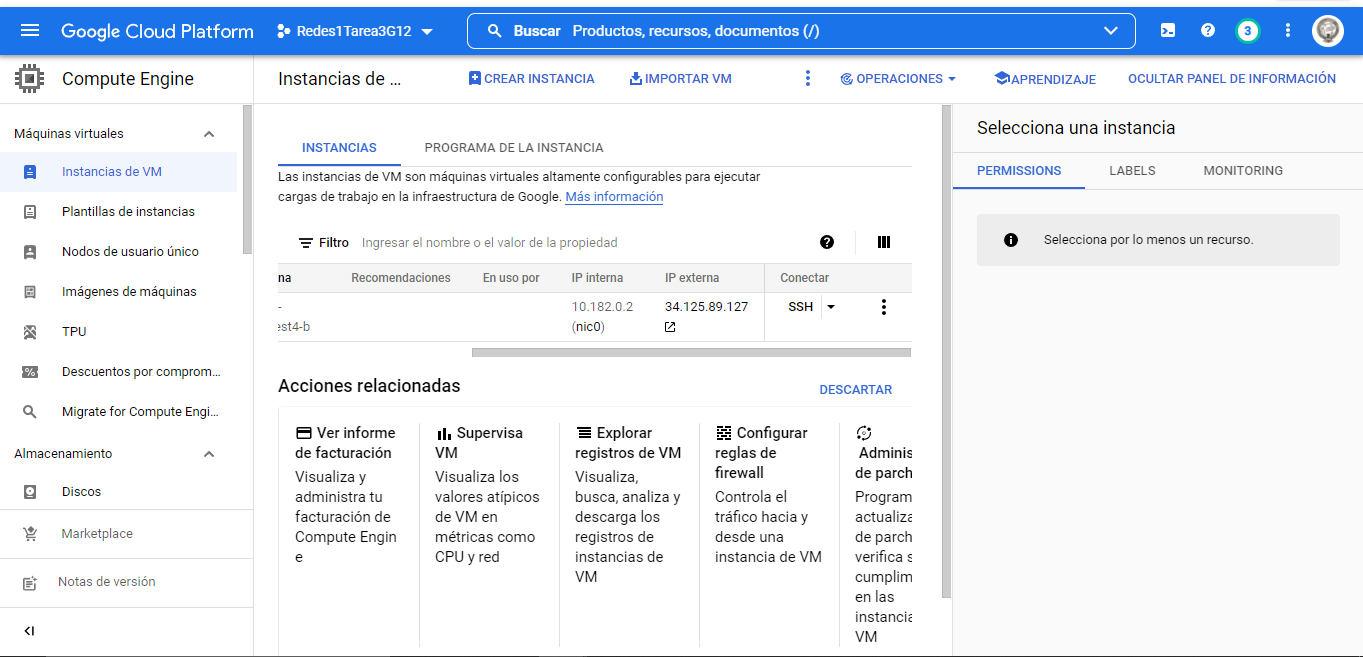 Google Cloud Platform
Redes1Tarea3G12
Buscar Productos, recursos, documentos (/)
3
Compute Engine
Instancias de ...
CREAR INSTANCIA
IMPORTAR VM
OPERACIONES
APRENDIZAJE
OCULTAR PANEL DE INFORMACIÓN
Máquinas virtuales
Instancias de VM
Plantillas de instancias
Nodos de usuario único
Imágenes de máquinas
TPU
Descuentos por comprom...
Migrate for Compute Engi...
Almacenamiento
Discos
Marketplace
Notas de versión
INSTANCIAS
PROGRAMA DE LA INSTANCIA
Las instancias de VM son máquinas virtuales altamente configurables para ejecutar
cargas de trabajo en la infraestructura de Google. Más información
Filtro Ingresar el nombre o el valor de la propiedad
na Recomendaciones En uso por IP interna IP externa Conectar
- 10.182.0.2 34.125.89.127 SSH
est4-b (nic0)
Acciones relacionadas
DESCARTAR
Ver informe
de facturación
Visualiza y
administra tu
facturación de
Compute Engin
e
Supervisa
VM
Visualiza los
valores atípicos
de VM en
métricas como
CPU y red
Explorar
registros de VM
Visualiza,
busca, analiza y
descarga los
registros de
instancias de
VM
Configurar
reglas de
firewall
Controla el
tráfico hacia y
desde una
instancia de VM
Adminis
de parch
Program
actualiza
de parch
verifica s
cumplim
en las
instancia
VM
Selecciona una instancia
PERMISSIONS
LABELS
MONITORING
Selecciona por lo menos un recurso.